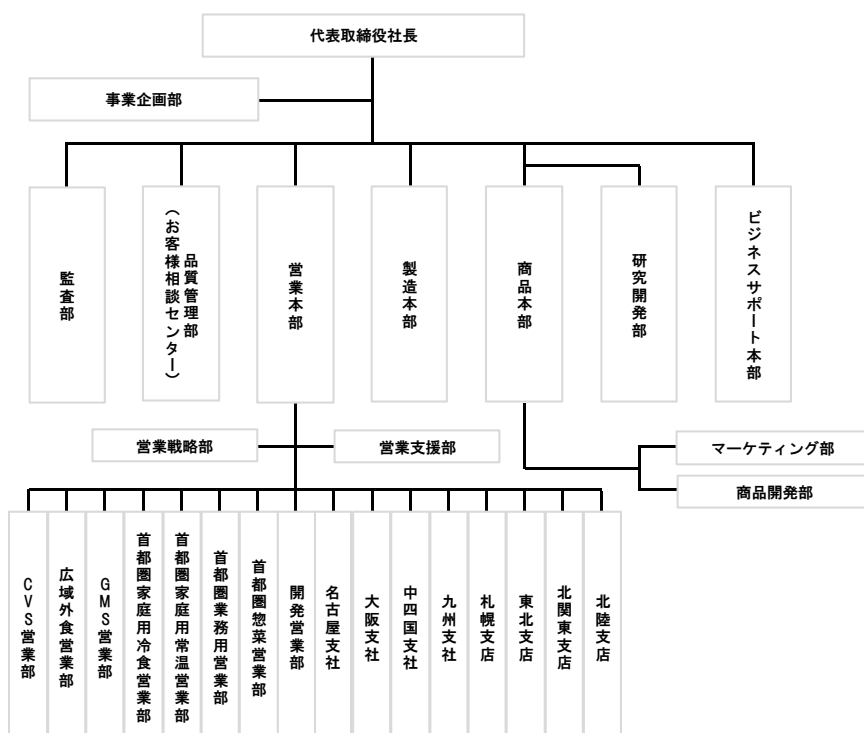 代表取締役社長
事業企画部
監査部
品質管理部
（お客様相談センター）
営業本部
製造本部
商品本部
研究開発部
ビジネスサポート本部
営業戦略部
営業支援部
マーケティング部
商品開発部
CVS営業部
広域外食営業部
GMS営業部
首都圏家庭用冷食営業部
首都圏家庭用常温営業部
首都圏業務用営業部
首都圏惣菜営業部
開発営業部
名古屋支社
大阪支社
中四国支社
九州支社
札幌支店
東北支店
北関東支店
北陸支店